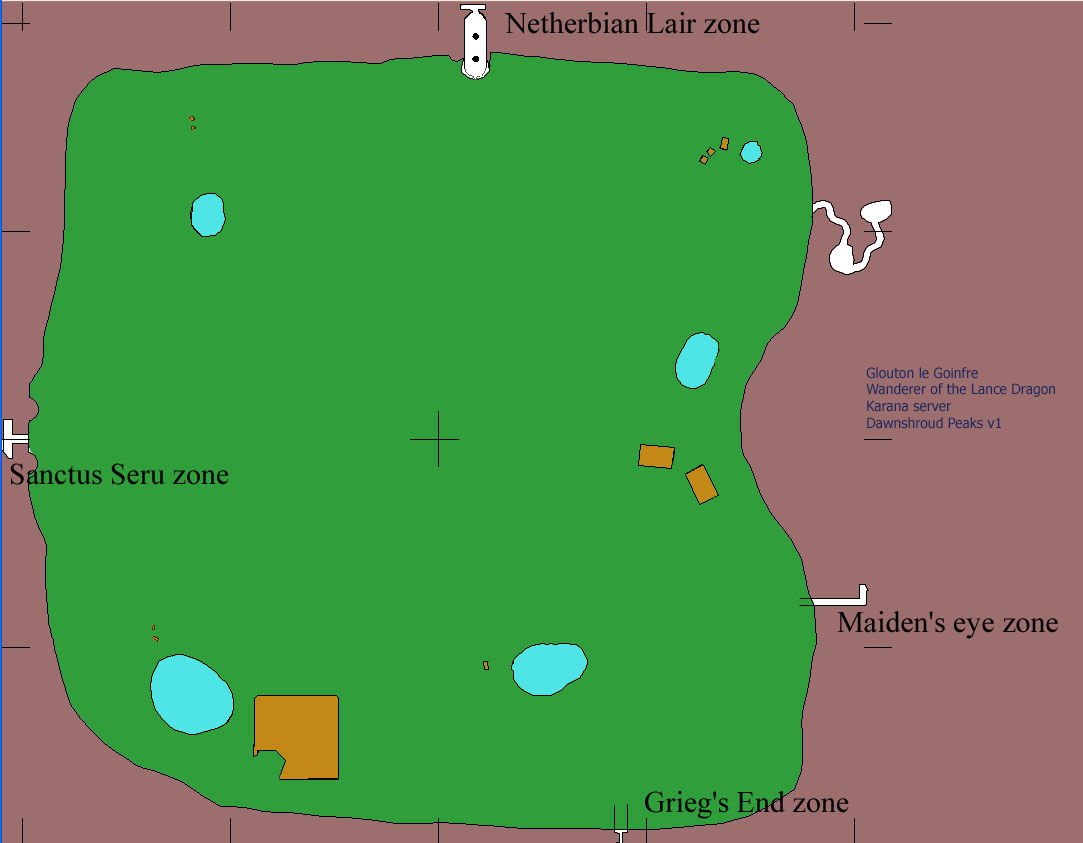 Netherbian Lair zone
Glouton le Goinfre
Wanderer of the Lance Dragon
Karana server
Dawnshroud Peaks v1
Sanctus Seru zone
Maiden's eye zone
Grieg's End zone